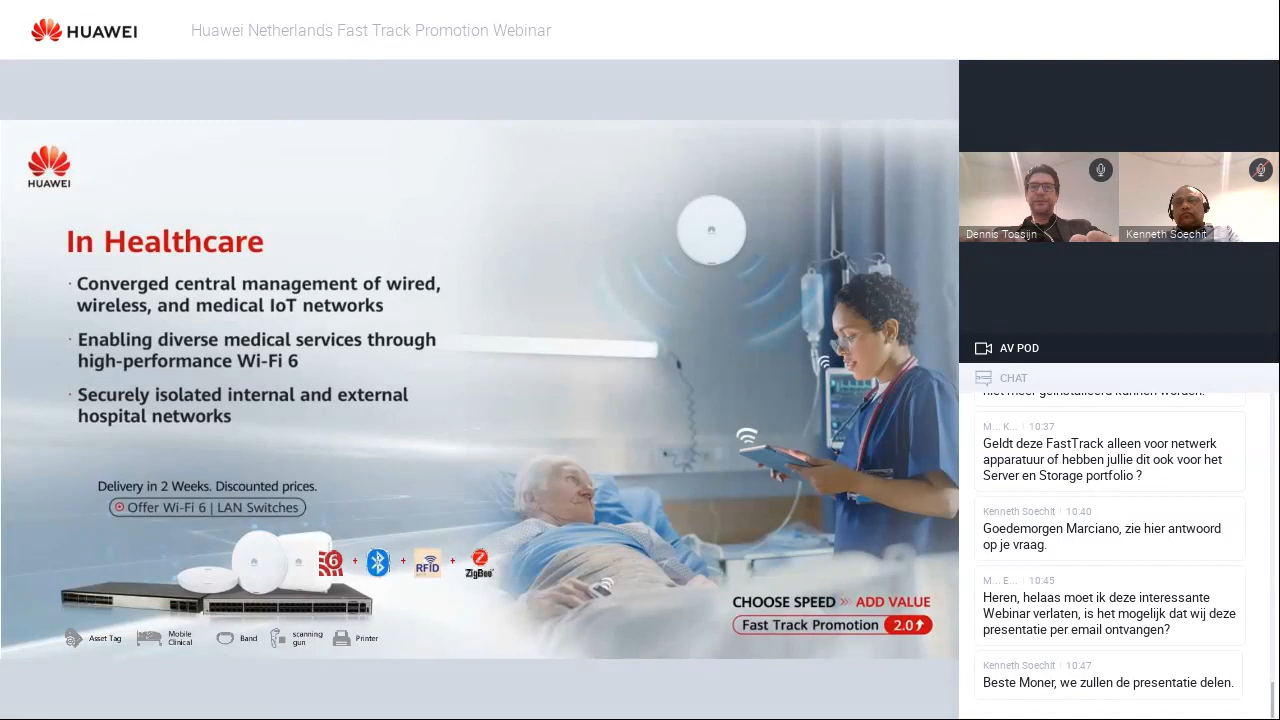 HUAWEI
Huawei Netherlands Fast Track Promotion Webinar
HUAWEI
In Healthcare
· Converged central management of wired,
wireless, and medical IoT networks
· Enabling diverse medical services through
high-performance Wi-Fi 6
· Securely isolated internal and external
hospital networks
Delivery in 2 Weeks. Discounted prices.
Offer Wi-Fi 6 | LAN Switches
6 + + RFID + ZigBee
Asset Tag
Mobile
Clinical
Band
scanning
gun
Printer
CHOOSE SPEED » ADD VALUE
Fast Track Promotion 2.0
Dennis Tossijn
Kenneth Soechit
AV POD
CHAT
niet meer geïnstalleerd kunnen worden.
M... K... 10:37
Geldt deze FastTrack alleen voor netwerk
apparatuur of hebben jullie dit ook voor het
Server en Storage portfolio ?
Kenneth Soechit 10:40
Goedemorgen Marciano, zie hier antwoord
op je vraag.
M... E... 10:45
Heren, helaas moet ik deze interessante
Webinar verlaten, is het mogelijk dat wij deze
presentatie per email ontvangen?
Kenneth Soechit 10:47
Beste Moner, we zullen de presentatie delen.